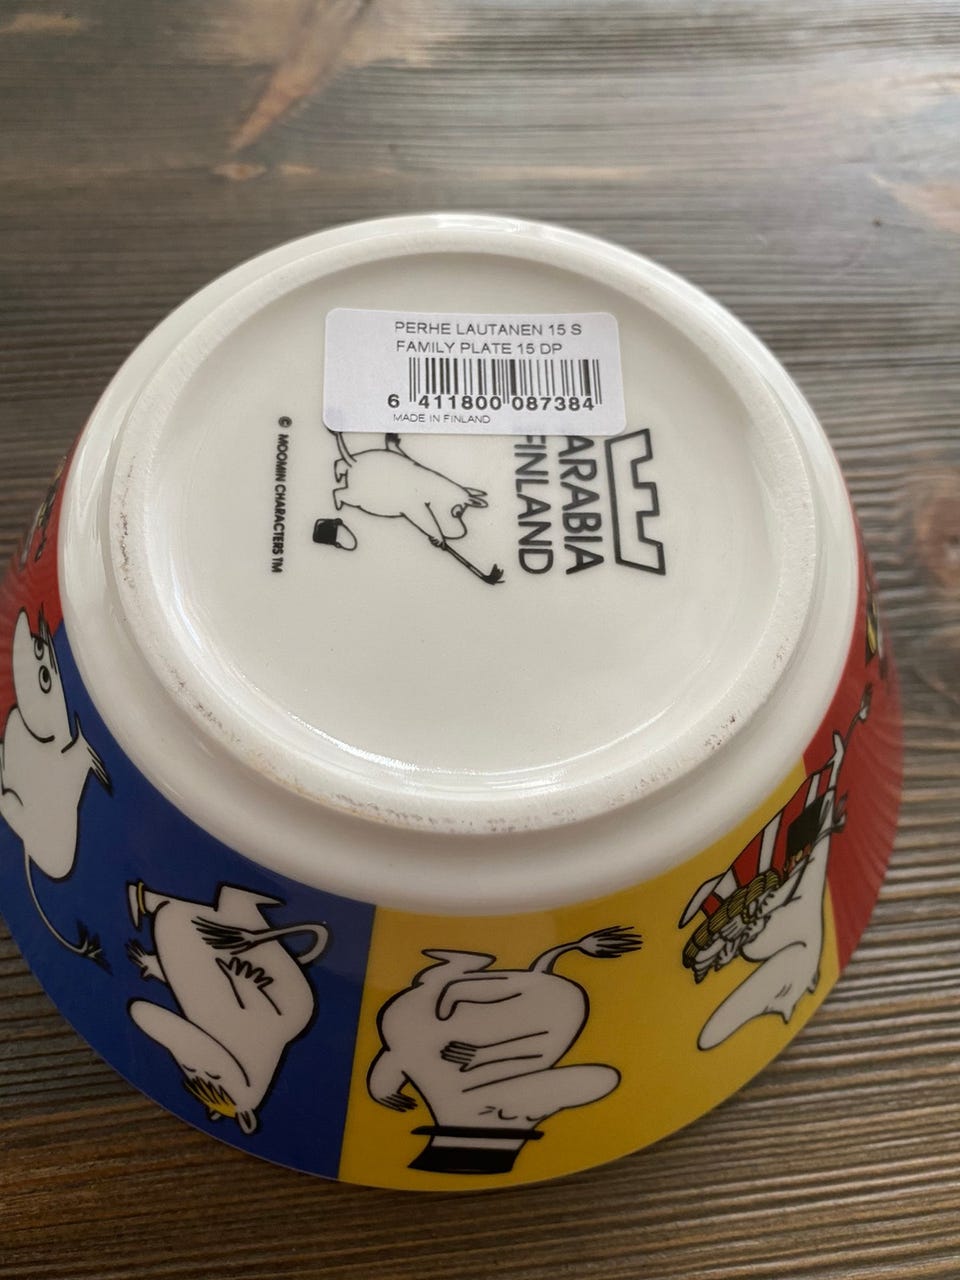 PERHE LAUTANEN 15 S
FAMILY PLATE 15 DP
6 411800 087384
MADE IN FINLAND
ARABIA
FINLAND
© MOOMIN CHARACTERS TM